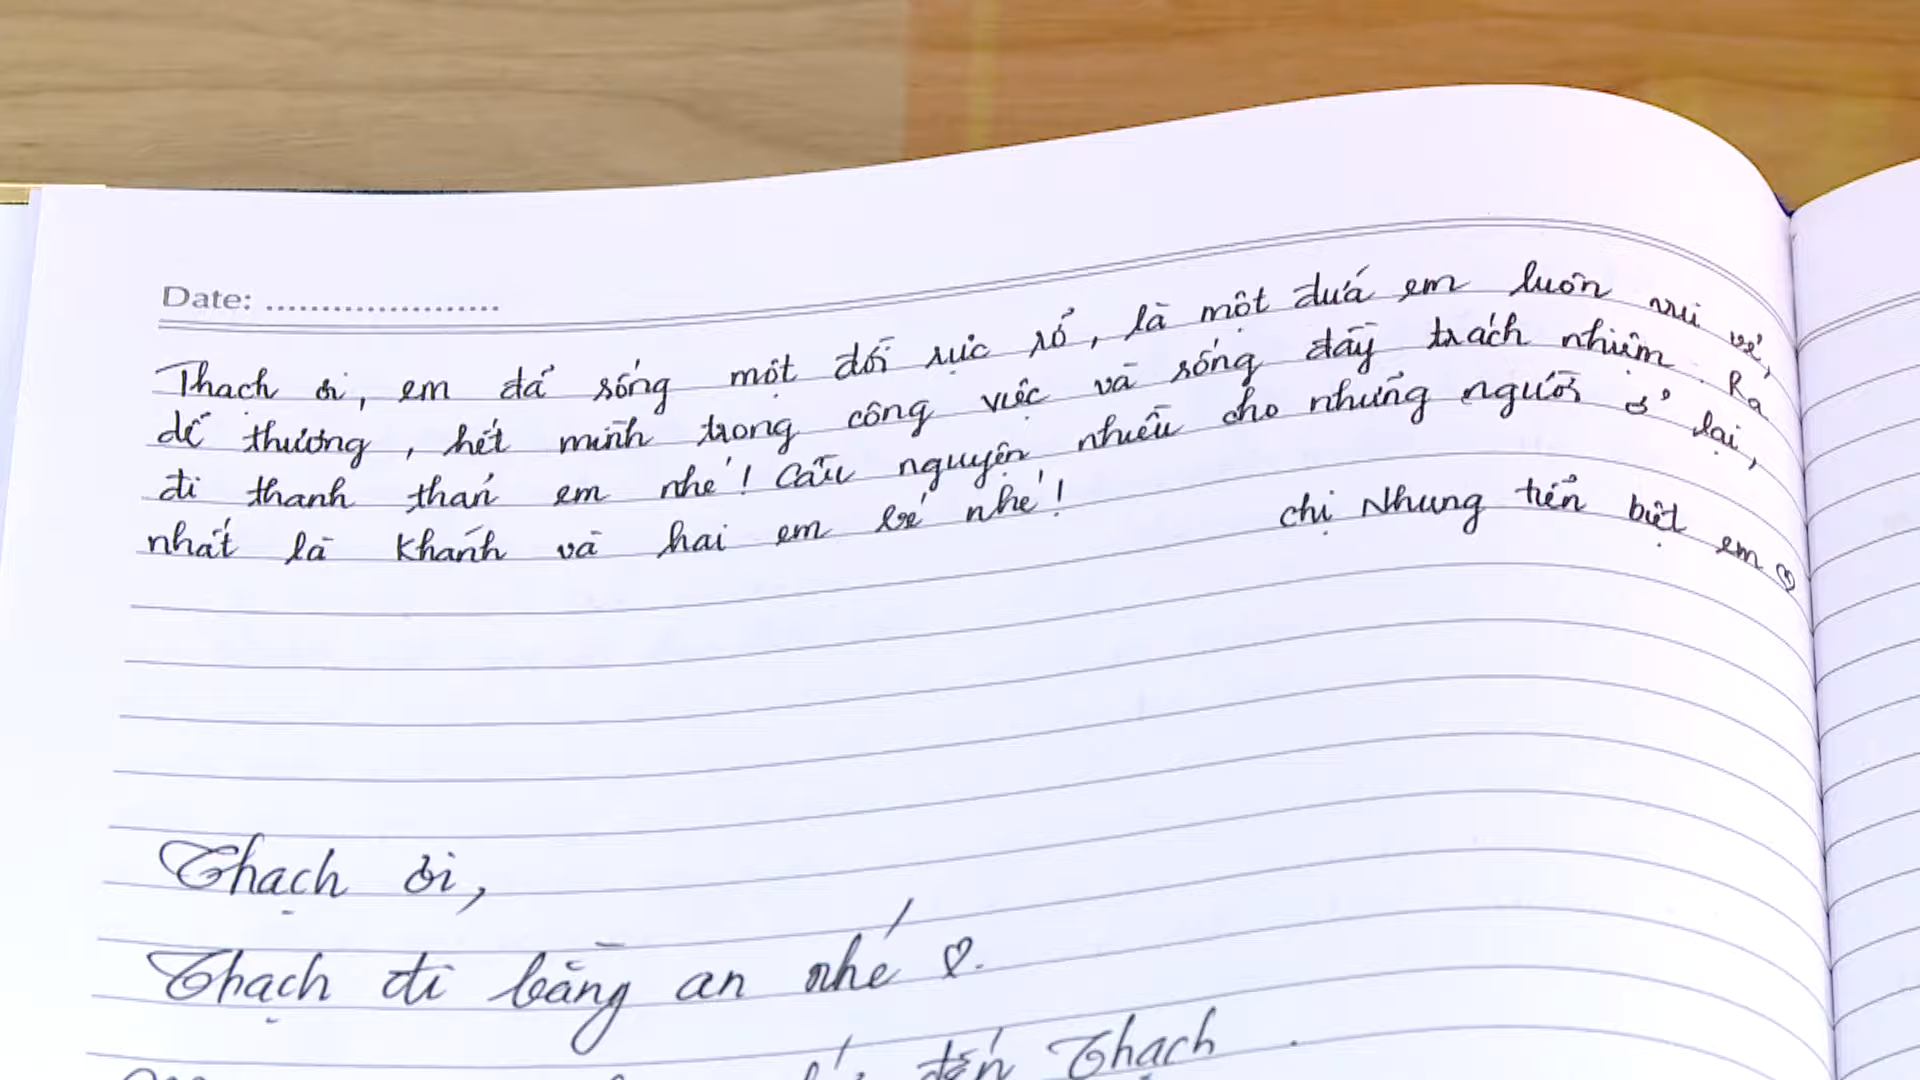 Date: ......................
Thạch ơi, em đã sống một đời rực rỡ, là một đứa em luôn vui vẻ,
dễ thương, hết mình trong công việc và sống đầy trách nhiệm. Ra
đi thanh thản em nhé! Cầu nguyện nhiều cho những người ở lại,
nhất là Khánh và hai em bé nhé!
chị Nhung tiễn biệt em
Thạch ơi,
Thạch đi bằng an nhé ♡.
đến Thạch.